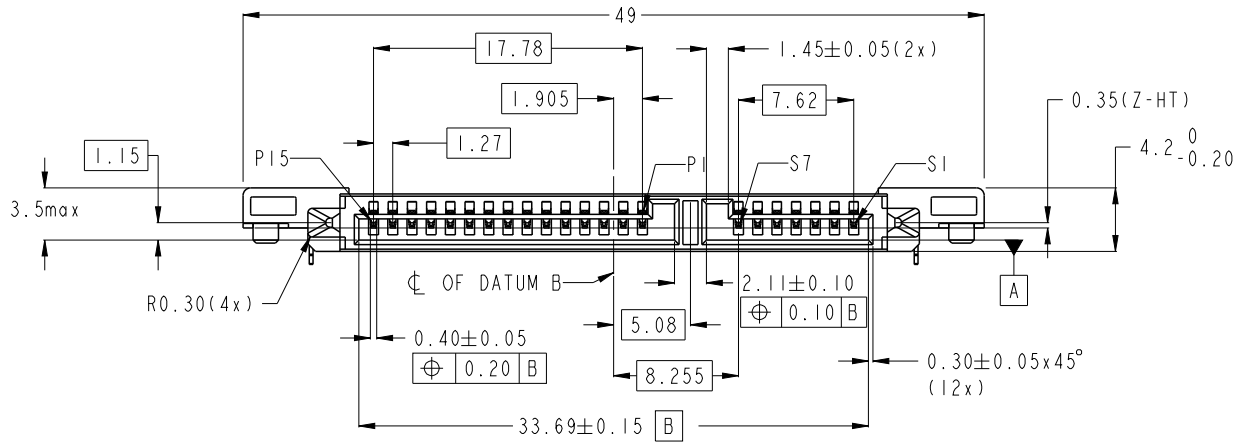 49
17.78
1.45±0.05(2x)
1.905
7.62
0.35(Z-HT)
1.27
1.15
P15
P1
S7
S1
4.2 0 -0.20
3.5max
℄ OF DATUM B
2.11±0.10
⌖ 0.10 B
A
R0.30(4x)
5.08
0.40±0.05
⌖ 0.20 B
8.255
0.30±0.05x45°
(12x)
33.69±0.15 B